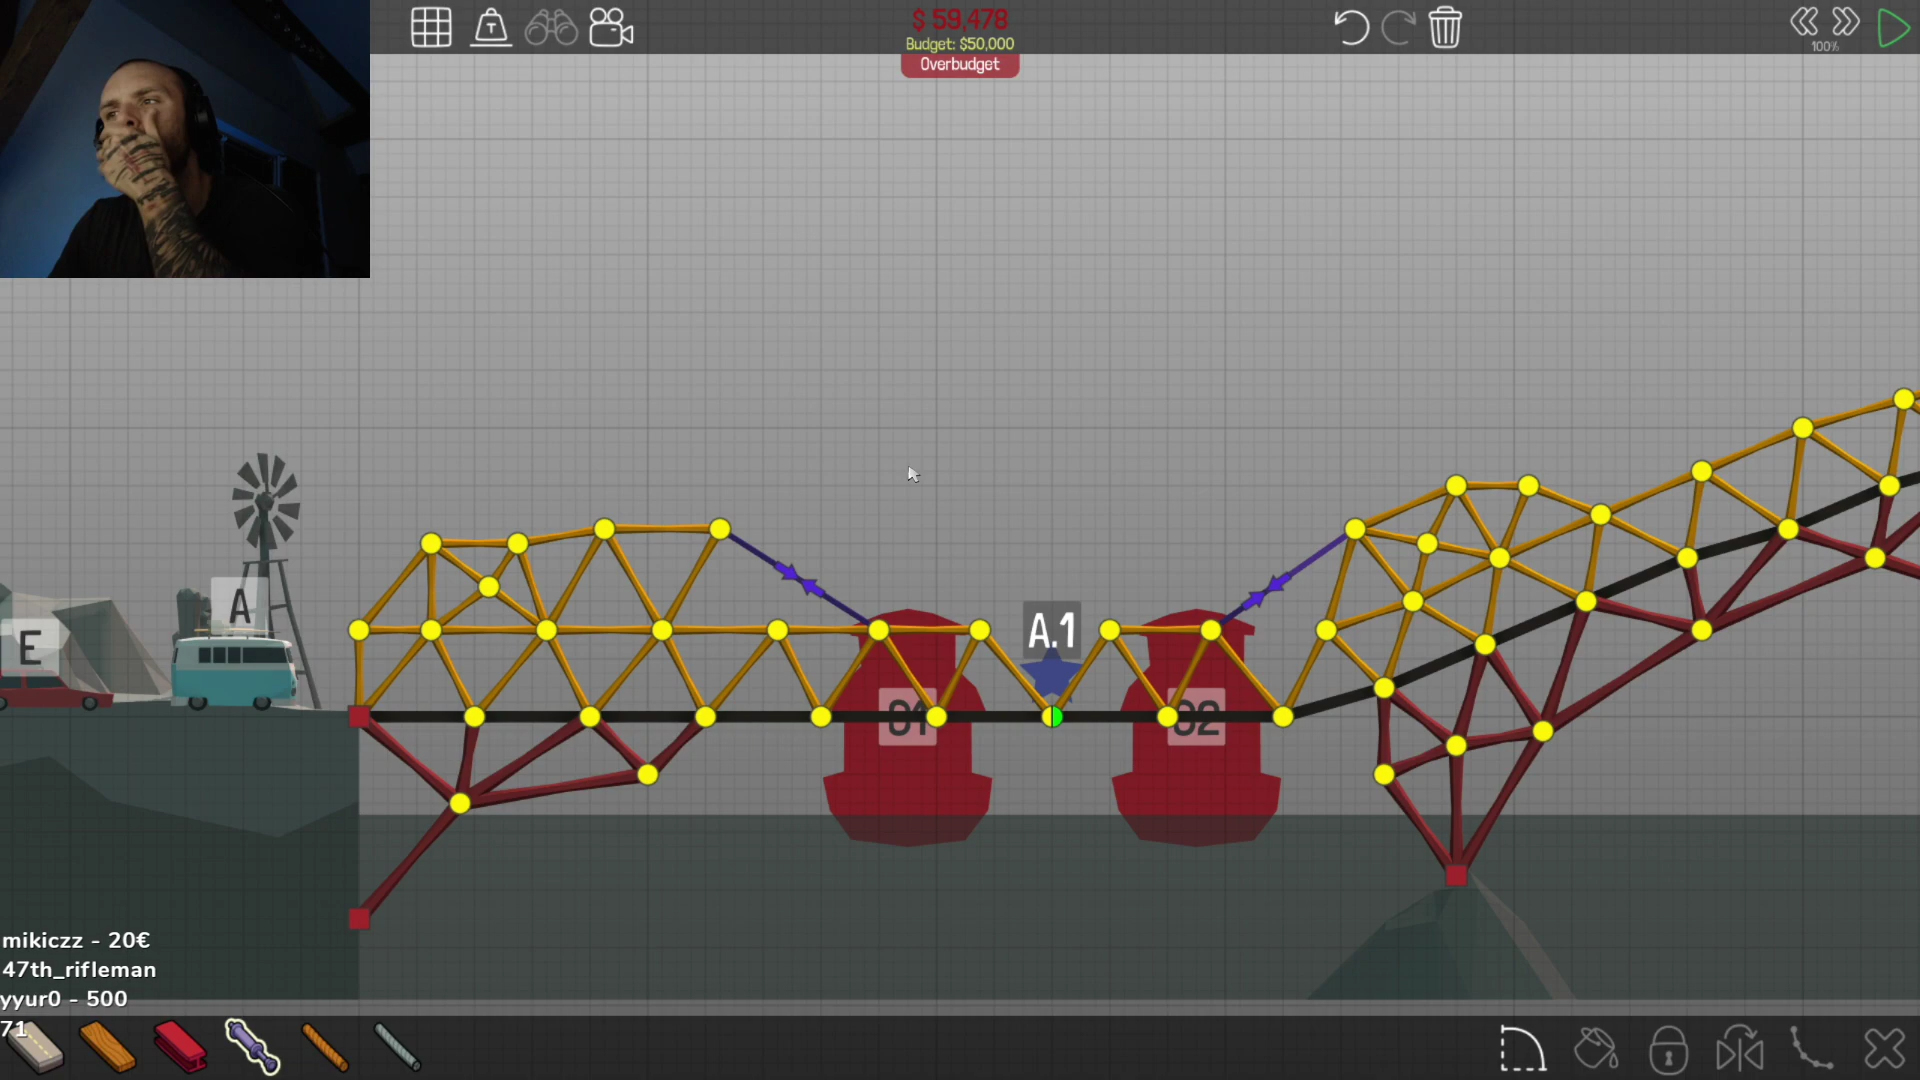 $ 59,478
Budget: $50,000
Overbudget
100%
T
A
E
A.1
01
02
mikiczz - 20€
47th_rifleman
yyur0 - 500
71